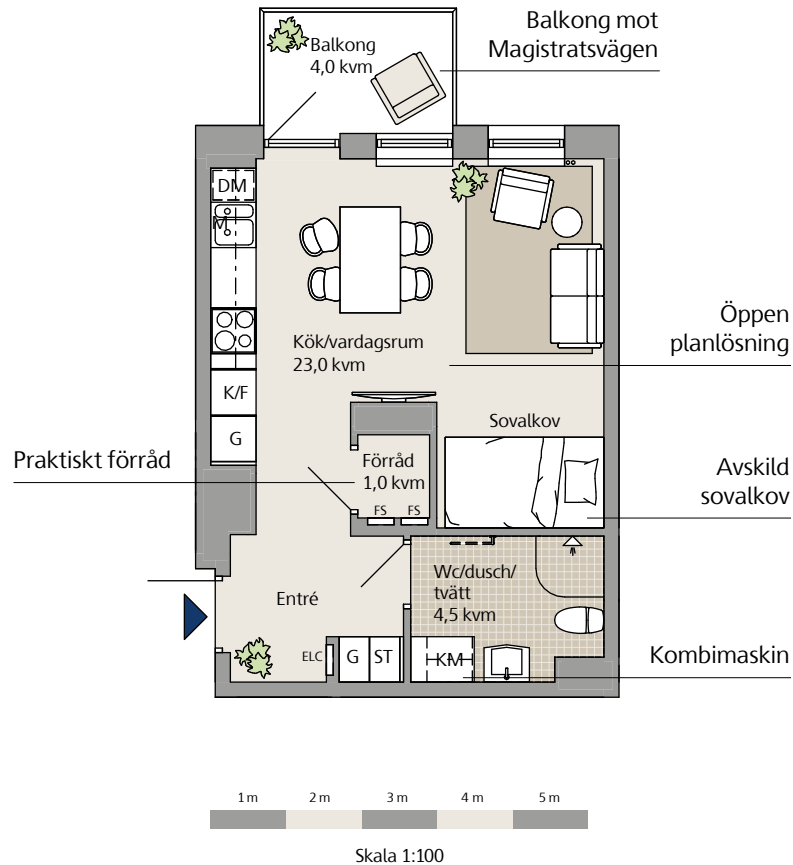 Balkong mot
Magistratsvägen
Balkong
4,0 kvm
DM
M
Kök/vardagsrum
23,0 kvm
Öppen
planlösning
K/F
G
Sovalkov
Praktiskt förråd
Förråd
1,0 kvm
FS FS
Avskild
sovalkov
Wc/dusch/
tvätt
4,5 kvm
Entré
ELC G ST KM
Kombimaskin
1 m 2 m 3 m 4 m 5 m
Skala 1:100